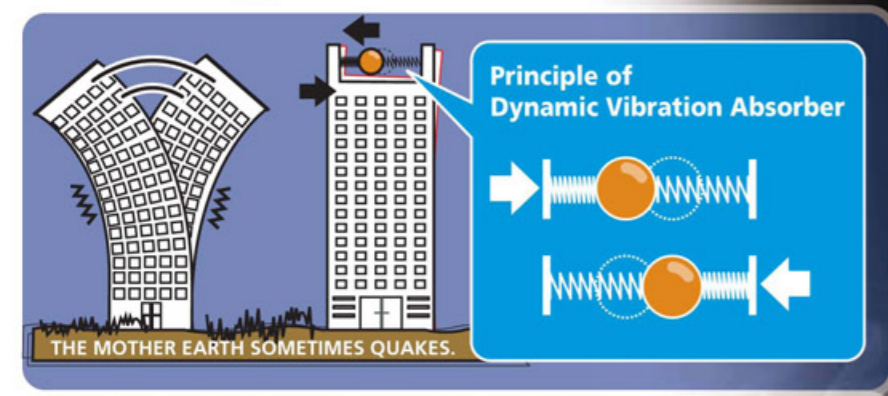 Principle of
Dynamic Vibration Absorber
THE MOTHER EARTH SOMETIMES QUAKES.